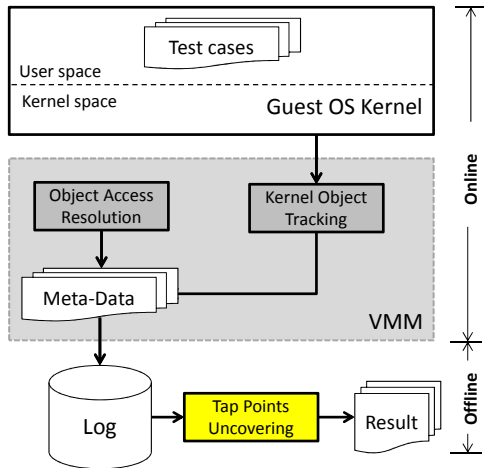 Test cases
User space
Kernel space
Guest OS Kernel
Online
Object Access
Resolution
Kernel Object
Tracking
Meta-Data
VMM
Offline
Log
Tap Points
Uncovering
Result